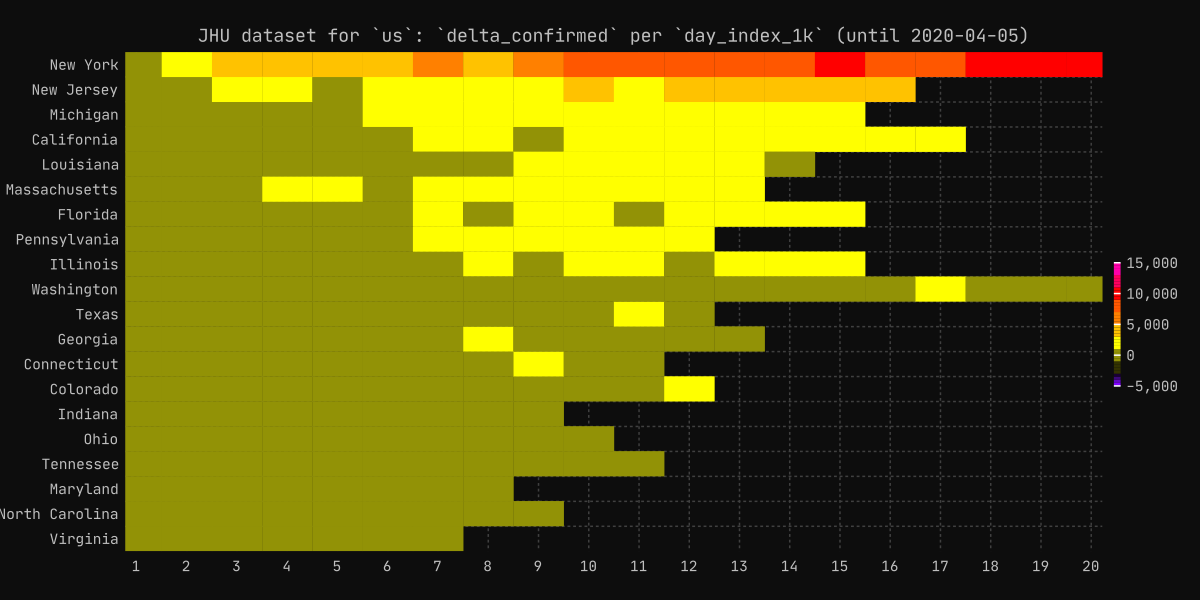 JHU dataset for `us`: `delta_confirmed` per `day_index_1k` (until 2020-04-05)
New York
New Jersey
Michigan
California
Louisiana
Massachusetts
Florida
Pennsylvania
Illinois
Washington
Texas
Georgia
Connecticut
Colorado
Indiana
Ohio
Tennessee
Maryland
North Carolina
Virginia
1 2 3 4 5 6 7 8 9 10 11 12 13 14 15 16 17 18 19 20
15,000
10,000
5,000
0
-5,000